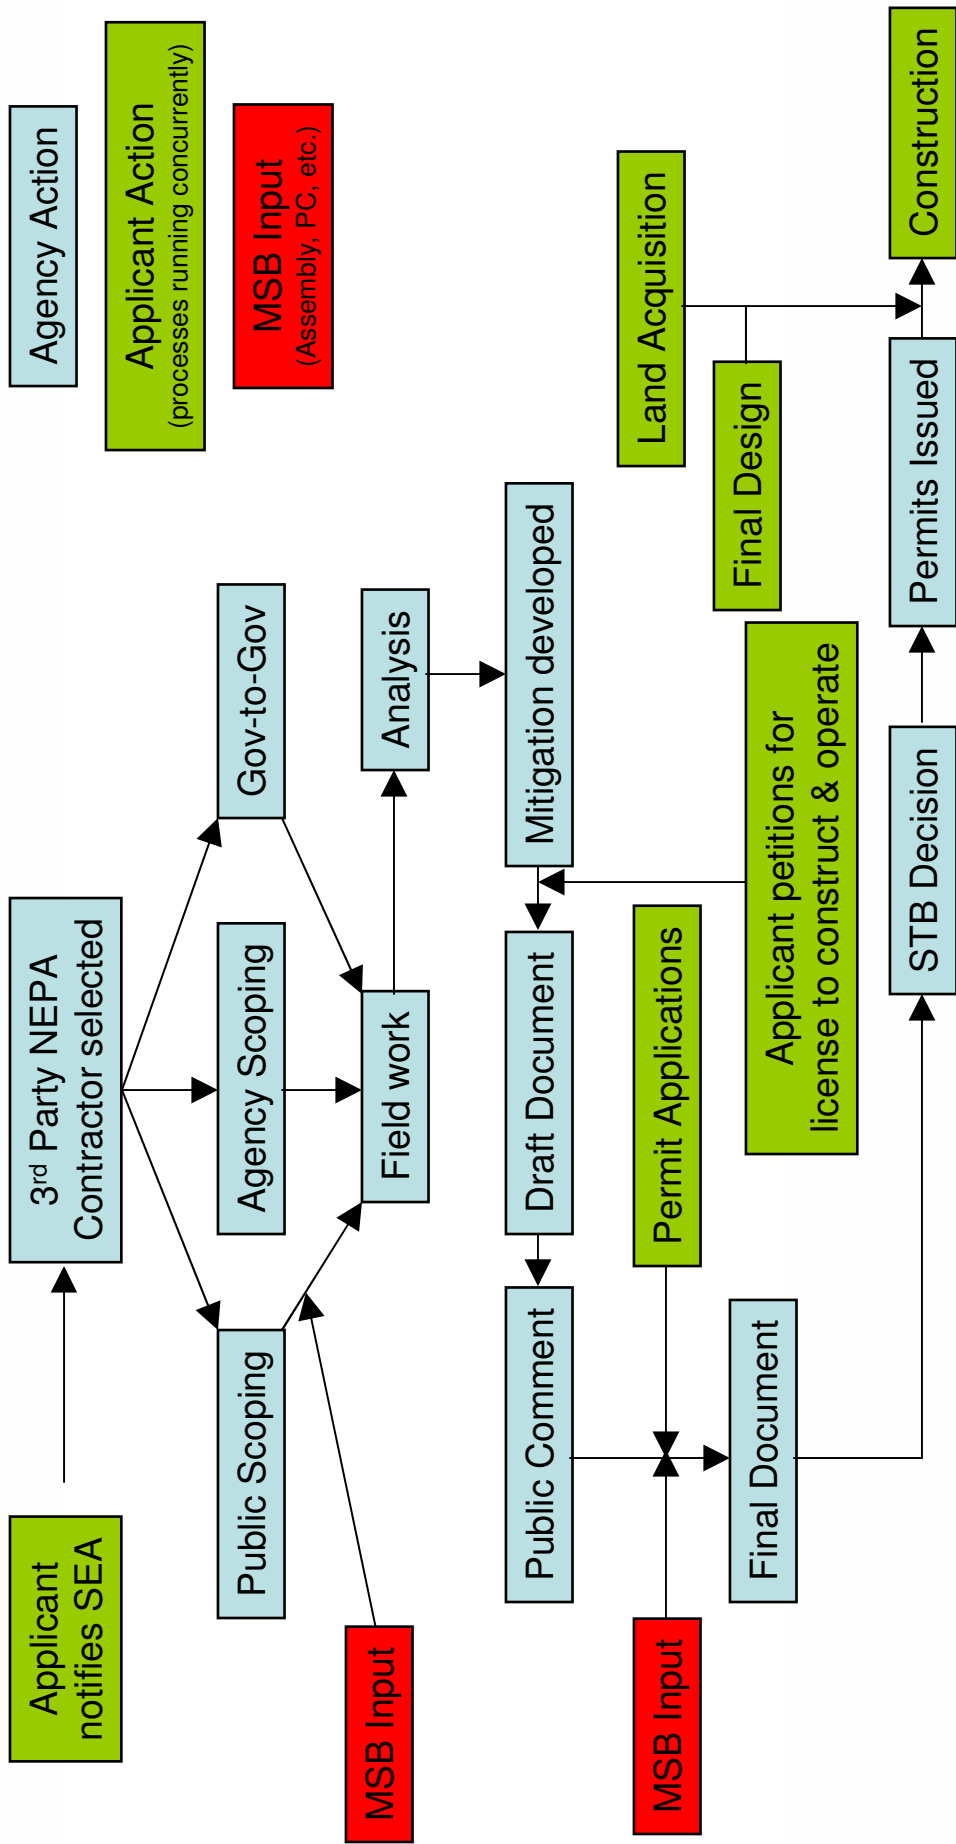 Applicant
notifies SEA
3rd Party NEPA
Contractor selected
Agency Action
Applicant Action
(processes running concurrently)
MSB Input
(Assembly, PC, etc.)
Public Scoping
Agency Scoping
Gov-to-Gov
MSB Input
Field work
Analysis
Public Comment
Draft Document
Mitigation developed
MSB Input
Permit Applications
Land Acquisition
Final Document
Applicant petitions for
license to construct & operate
Final Design
STB Decision
Permits Issued
Construction